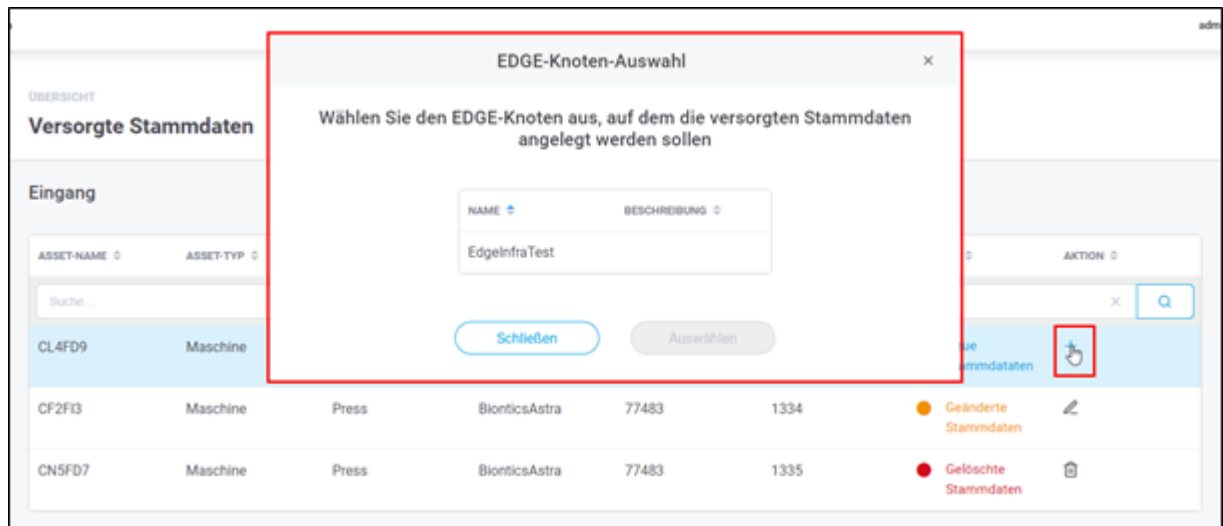 adm
EDGE-Knoten-Auswahl
ÜBERSICHT
Versorgte Stammdaten
Wählen Sie den EDGE-Knoten aus, auf dem die versorgten Stammdaten
angelegt werden sollen
Eingang
NAME BESCHREIBUNG
EdgeInfraTest
ASSET-NAME ASSET-TYP AKTION
Suche...
Schließen Auswählen
CL4FD9 Maschine ue
ammdataten
CF2FI3 Maschine Press BionticsAstra 77483 1334 Geänderte
Stammdaten
CN5FD7 Maschine Press BionticsAstra 77483 1335 Gelöschte
Stammdaten